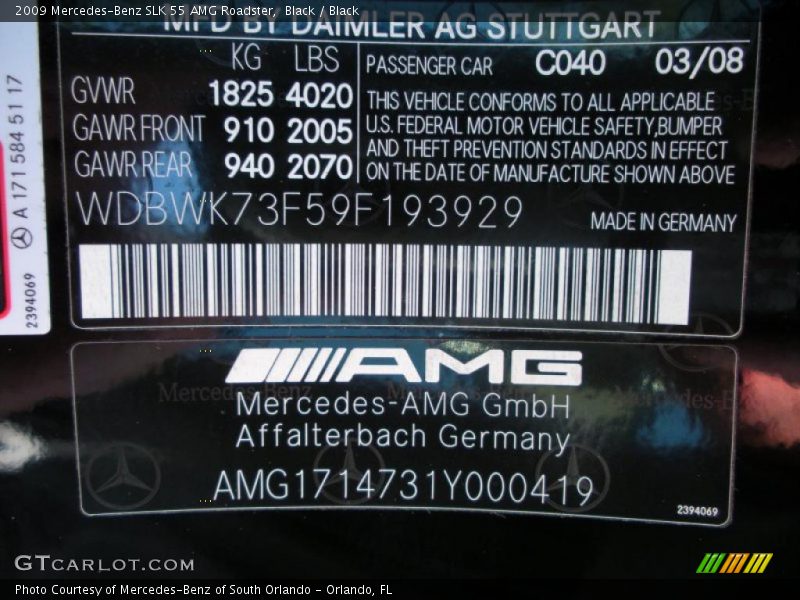 2009 Mercedes-Benz SLK 55 AMG Roadster, Black / Black
MFD BY DAIMLER AG STUTTGART
KG LBS
GVWR 1825 4020
GAWR FRONT 910 2005
GAWR REAR 940 2070
PASSENGER CAR C040 03/08
THIS VEHICLE CONFORMS TO ALL APPLICABLE
U.S. FEDERAL MOTOR VEHICLE SAFETY,BUMPER
AND THEFT PREVENTION STANDARDS IN EFFECT
ON THE DATE OF MANUFACTURE SHOWN ABOVE
WDBWK73F59F193929
MADE IN GERMANY
A 171 584 51 17
2394069
AMG
Mercedes-Benz
Mercedes-B
Mercedes-AMG GmbH
Affalterbach Germany
AMG1714731Y000419
2394069
GTCARLOT.COM
Photo Courtesy of Mercedes-Benz of South Orlando - Orlando, FL